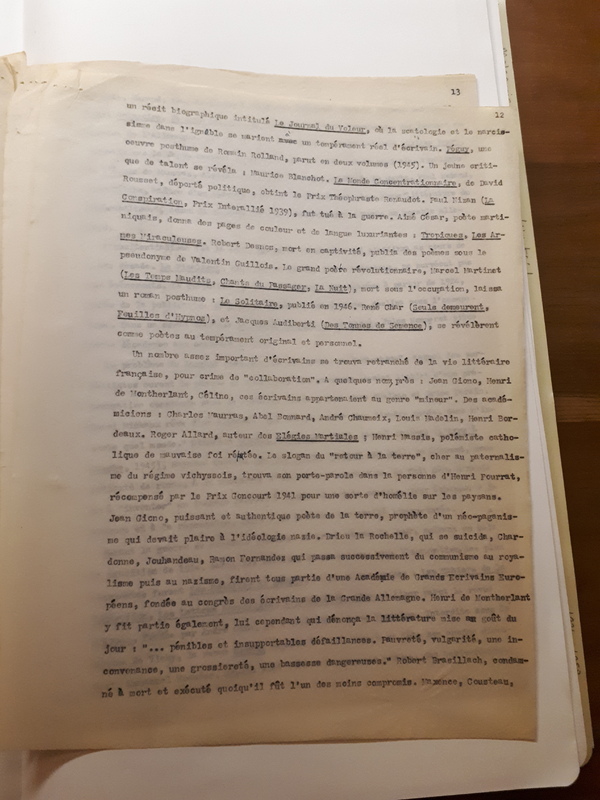 13
12
un récit biographique intitulé Le Journal du Voleur, où la scatologie et le narcis-
sisme dans l'ignoble se marient à un tempérament réel d'écrivain. Péguy, une
oeuvre posthume de Romain Rolland, parut en deux volumes (1945). Un jeune criti-
que de talent se révéla : Maurice Blanchot. Le Monde Concentrationnaire, de David
Rousset, déporté politique, obtint le Prix Théophraste Renaudot. Paul Nizan (La
Conspiration, Prix Interallié 1939), fut tué à la guerre. Aimé César, poète marti-
niquais, donna des pages de couleur et de langue luxuriantes : Tropiques, Les Ar-
mes Miraculeuses. Robert Desnos, mort en captivité, publia des poèmes sous le
pseudonyme de Valentin Guillois. Le grand poète révolutionnaire, Marcel Martinet
(Les Temps Maudits, Chants du Passager, La Nuit), mort sous l'occupation, laissa
un roman posthume : Le Solitaire, publié en 1946. René Char (Seuls demeurent,
Feuilles d'Hypnos), et Jacques Audiberti (Des Tonnes de Semence), se révélèrent
comme poètes au tempérament original et personnel.
Un nombre assez important d'écrivains se trouva retranché de la vie littéraire
française, pour crime de "collaboration". A quelques noms près : Jean Giono, Henri
de Montherlant, Céline, ces écrivains appartenaient au genre "mineur". Des acadé-
miciens : Charles Maurras, Abel Bonnard, André Chaumeix, Louis Madelin, Henri Bor-
deaux. Roger Allard, auteur des Elégies Martiales ; Henri Massis, polémiste catho-
lique de mauvaise foi réputée. Le slogan du "retour à la terre", cher au paternalis-
me du régime vichyssois, trouva son porte-parole dans la personne d'Henri Pourrat,
récompensé par le Prix Goncourt 1941 pour une sorte d'homélie sur les paysans.
Jean Giono, puissant et authentique poète de la terre, prophète d'un néo-paganis-
me qui devait plaire à l'idéologie nazie. Drieu la Rochelle, qui se suicida, Char-
donne, Jouhandeau, Ramon Fernandez qui passa successivement du communisme au roya-
lisme puis au nazisme, firent tous partie d'une Académie de Grands Ecrivains Euro-
péens, fondée au congrès des écrivains de la Grande Allemagne. Henri de Montherlant
y fit partie également, lui cependant qui dénonça la littérature mise au goût du
jour : "... pénibles et insupportables défaillances. Pauvreté, vulgarité, une in-
convenance, une grossiereté, une bassesse dangereuses." Robert Brasillach, condam-
né à mort et exécuté quoiqu'il fût l'un des moins compromis. Maxence, Cousteau,